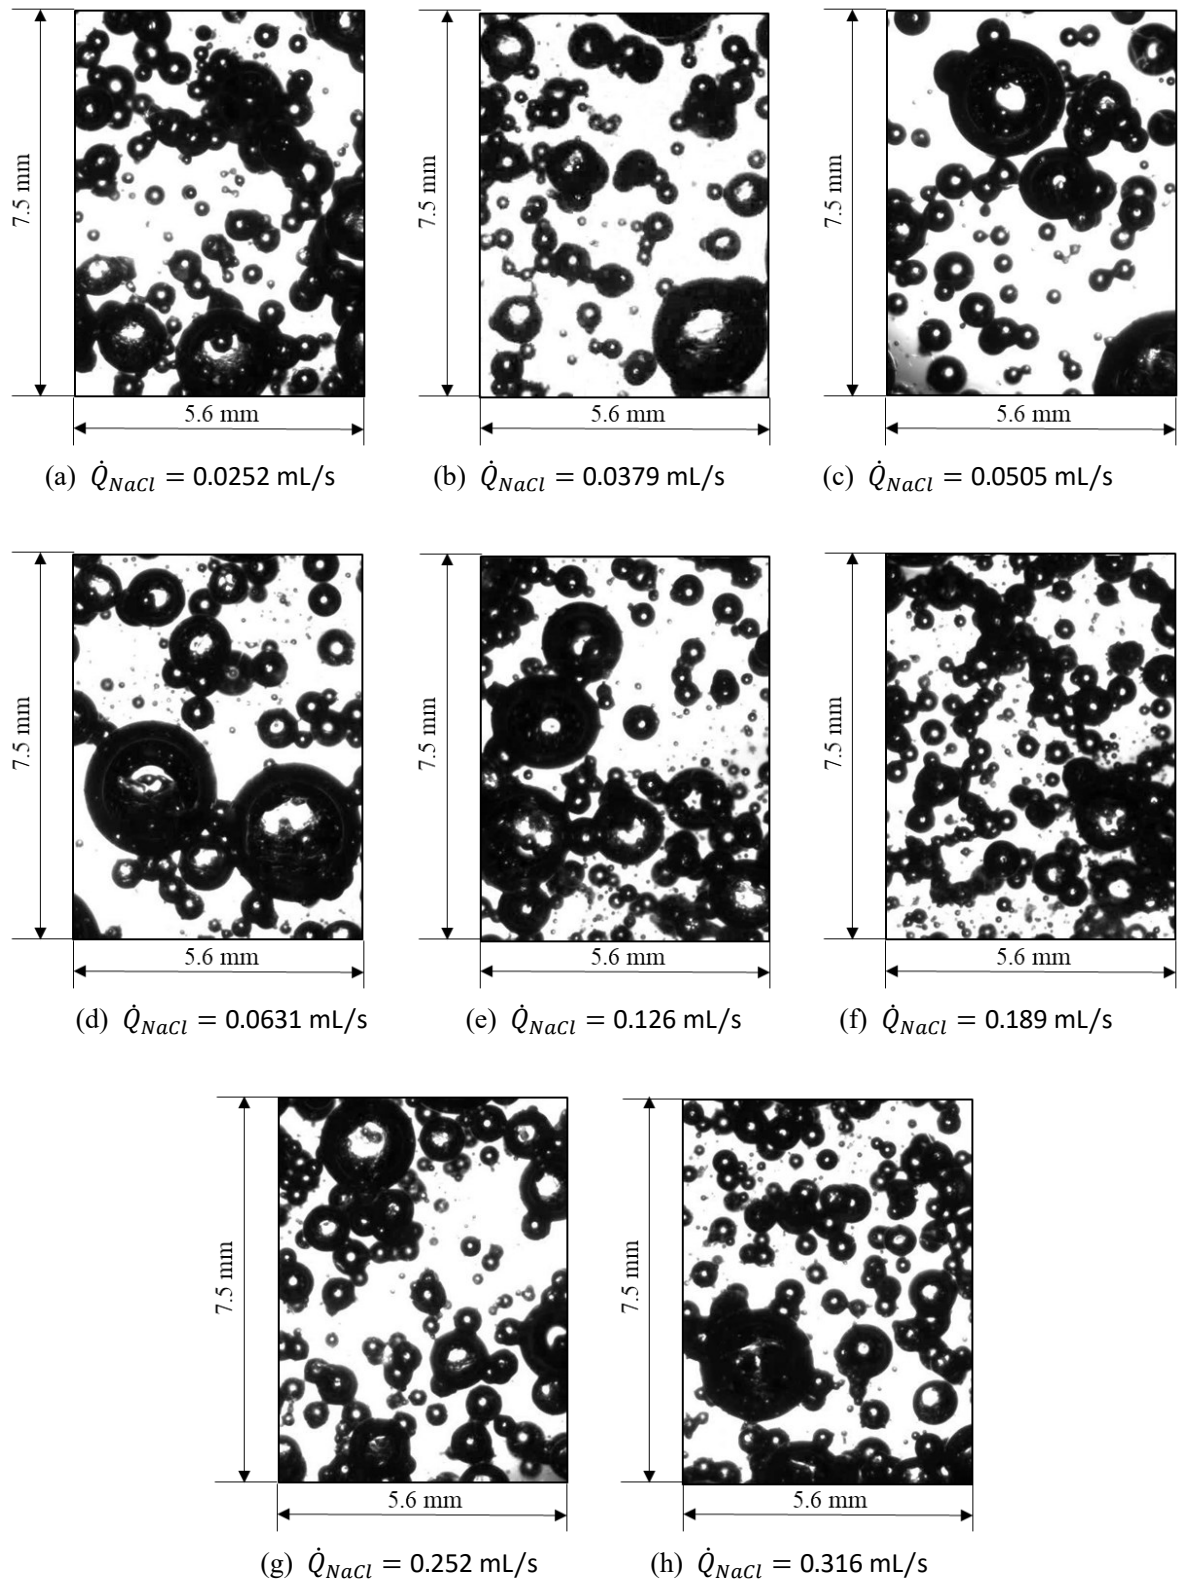 7.5 mm 7.5 mm 7.5 mm
5.6 mm 5.6 mm 5.6 mm
(a) Q̇NaCl = 0.0252 mL/s (b) Q̇NaCl = 0.0379 mL/s (c) Q̇NaCl = 0.0505 mL/s
7.5 mm 7.5 mm 7.5 mm
5.6 mm 5.6 mm 5.6 mm
(d) Q̇NaCl = 0.0631 mL/s (e) Q̇NaCl = 0.126 mL/s (f) Q̇NaCl = 0.189 mL/s
7.5 mm 7.5 mm
5.6 mm 5.6 mm
(g) Q̇NaCl = 0.252 mL/s (h) Q̇NaCl = 0.316 mL/s